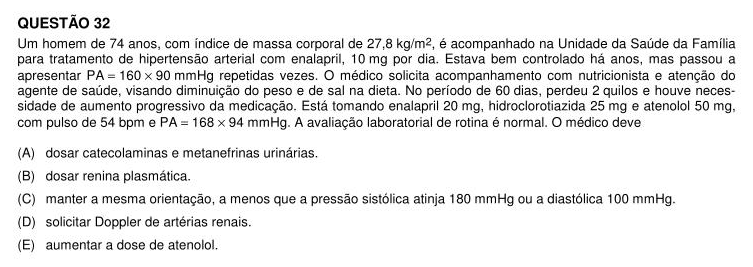 QUESTÃO 32
Um homem de 74 anos, com índice de massa corporal de 27,8 kg/m², é acompanhado na Unidade da Saúde da Família
para tratamento de hipertensão arterial com enalapril, 10 mg por dia. Estava bem controlado há anos, mas passou a
apresentar PA = 160 × 90 mmHg repetidas vezes. O médico solicita acompanhamento com nutricionista e atenção do
agente de saúde, visando diminuição do peso e de sal na dieta. No período de 60 dias, perdeu 2 quilos e houve neces-
sidade de aumento progressivo da medicação. Está tomando enalapril 20 mg, hidroclorotiazida 25 mg e atenolol 50 mg,
com pulso de 54 bpm e PA = 168 × 94 mmHg. A avaliação laboratorial de rotina é normal. O médico deve
(A) dosar catecolaminas e metanefrinas urinárias.
(B) dosar renina plasmática.
(C) manter a mesma orientação, a menos que a pressão sistólica atinja 180 mmHg ou a diastólica 100 mmHg.
(D) solicitar Doppler de artérias renais.
(E) aumentar a dose de atenolol.